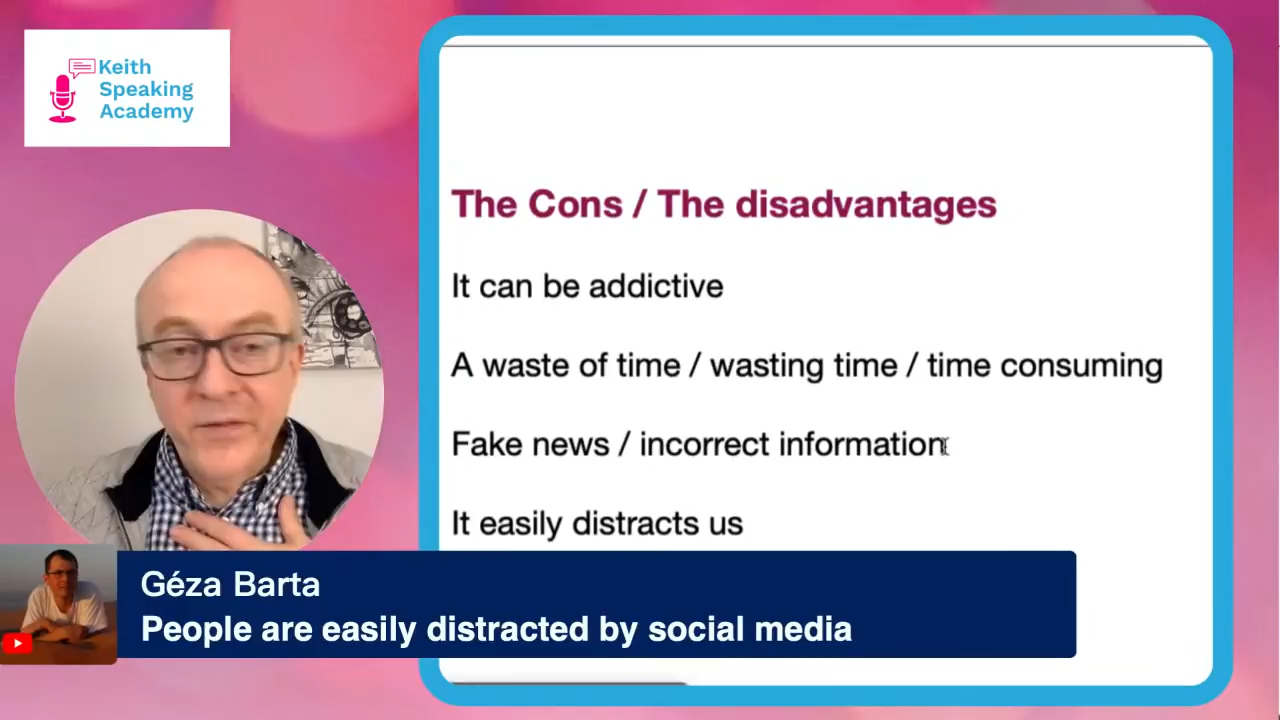 Keith
Speaking
Academy
The Cons / The disadvantages
It can be addictive
A waste of time / wasting time / time consuming
Fake news / incorrect information
It easily distracts us
Géza Barta
People are easily distracted by social media